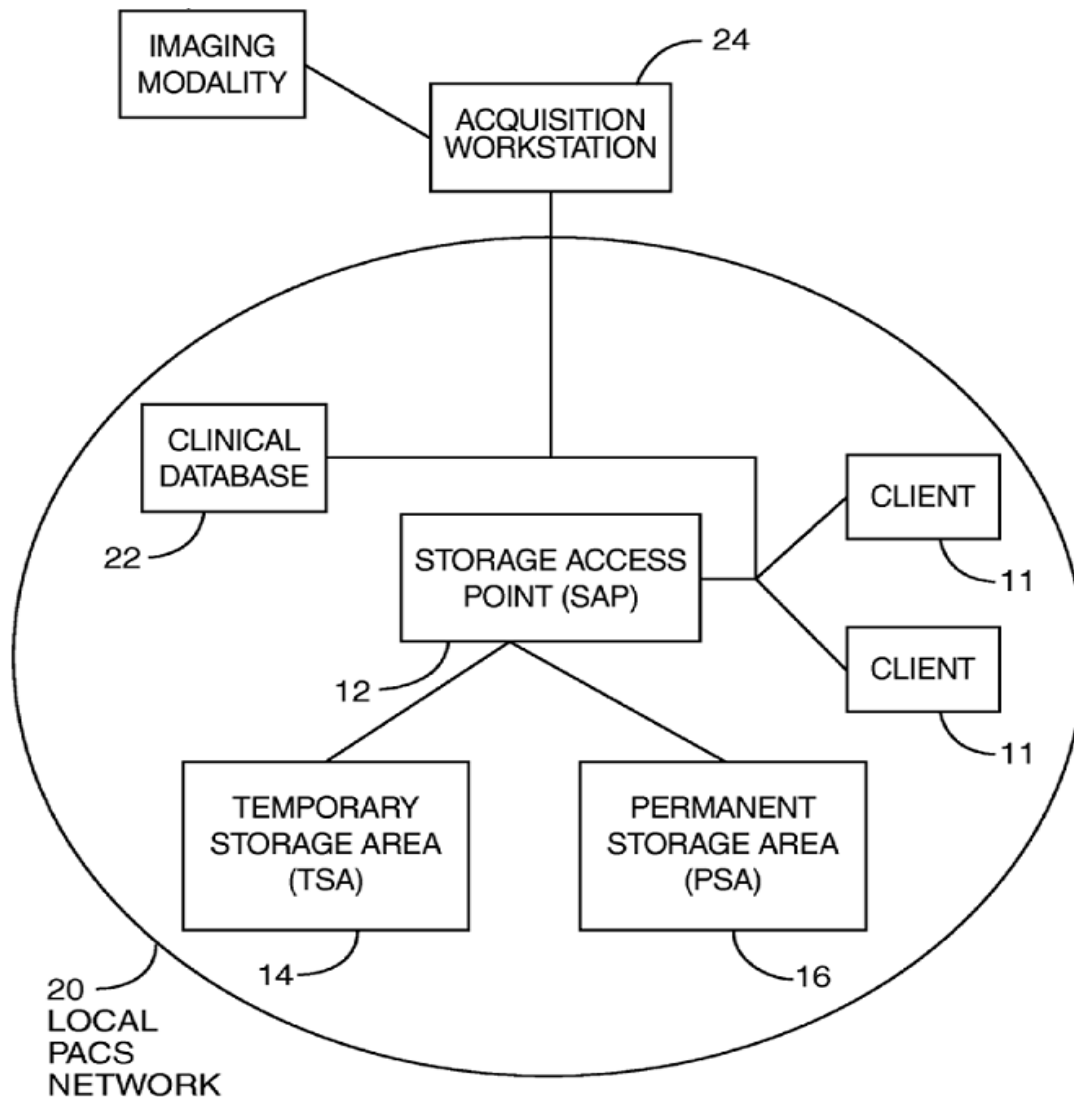 IMAGING
MODALITY
24
ACQUISITION
WORKSTATION
CLINICAL
DATABASE
22
STORAGE ACCESS
POINT (SAP)
12
CLIENT
11
CLIENT
11
TEMPORARY
STORAGE AREA
(TSA)
14
PERMANENT
STORAGE AREA
(PSA)
16
20
LOCAL
PACS
NETWORK